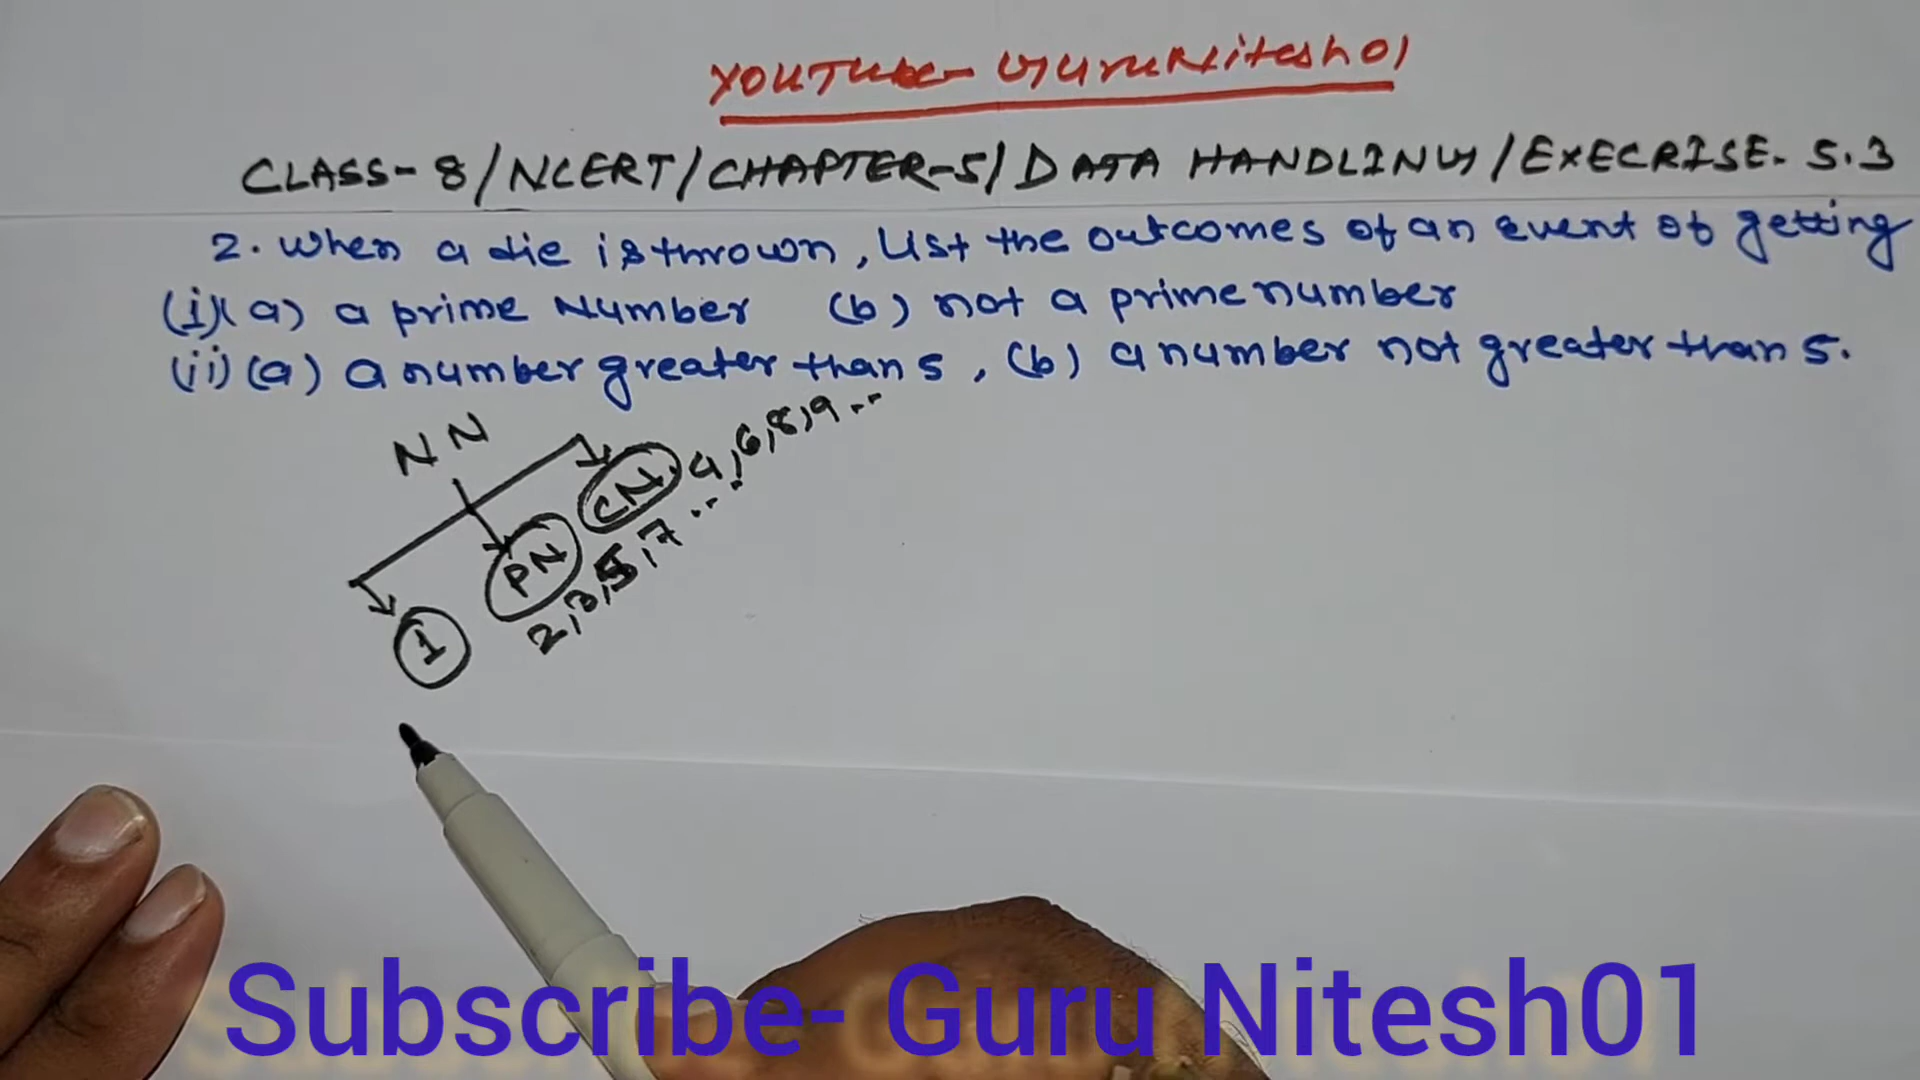 YOUTube- GuruNitesh01
CLASS-8/NCERT/CHAPTER-5/DATA HANDLING/EXECRISE. 5.3
2. When a die is thrown, List the outcomes of an event of getting
(i)(a) a prime Number (b) not a prime number
(ii)(a) a number greater than 5, (b) a number not greater than 5.
NN
CN 4,6,8,9...
PN 2,3,5,7...
1
Subscribe- Guru Nitesh01